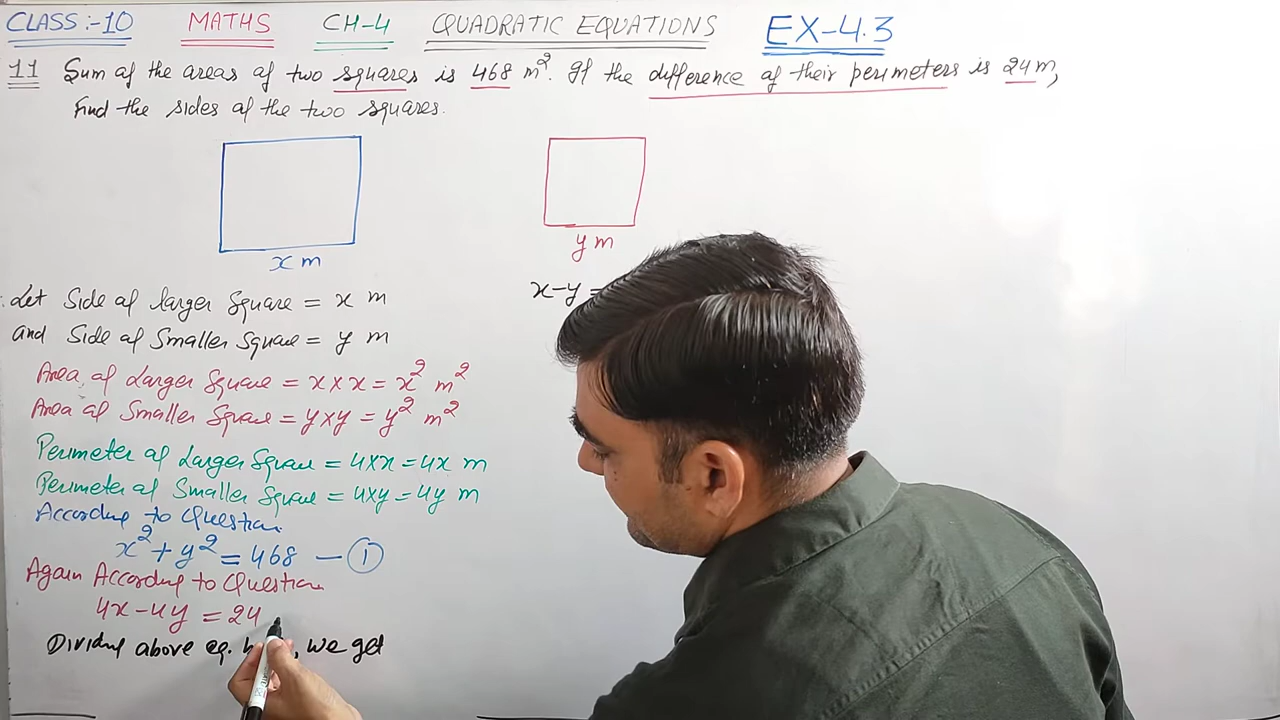 CLASS:-10 MATHS CH-4 QUADRATIC EQUATIONS EX-4.3
11 Sum of the areas of two squares is 468 m². If the difference of their perimeters is 24m,
Find the sides of the two squares.
x m
y m
Let Side of larger Square = x m
and Side of Smaller Square = y m
Area of Larger Square = x×x = x² m²
Area of Smaller Square = y×y = y² m²
Perimeter of Larger Square = 4×x = 4x m
Perimeter of Smaller Square = 4×y = 4y m
According to Question
x² + y² = 468 — ①
Again According to Question
4x - 4y = 24
Dividing above eq. , we get
x-y =